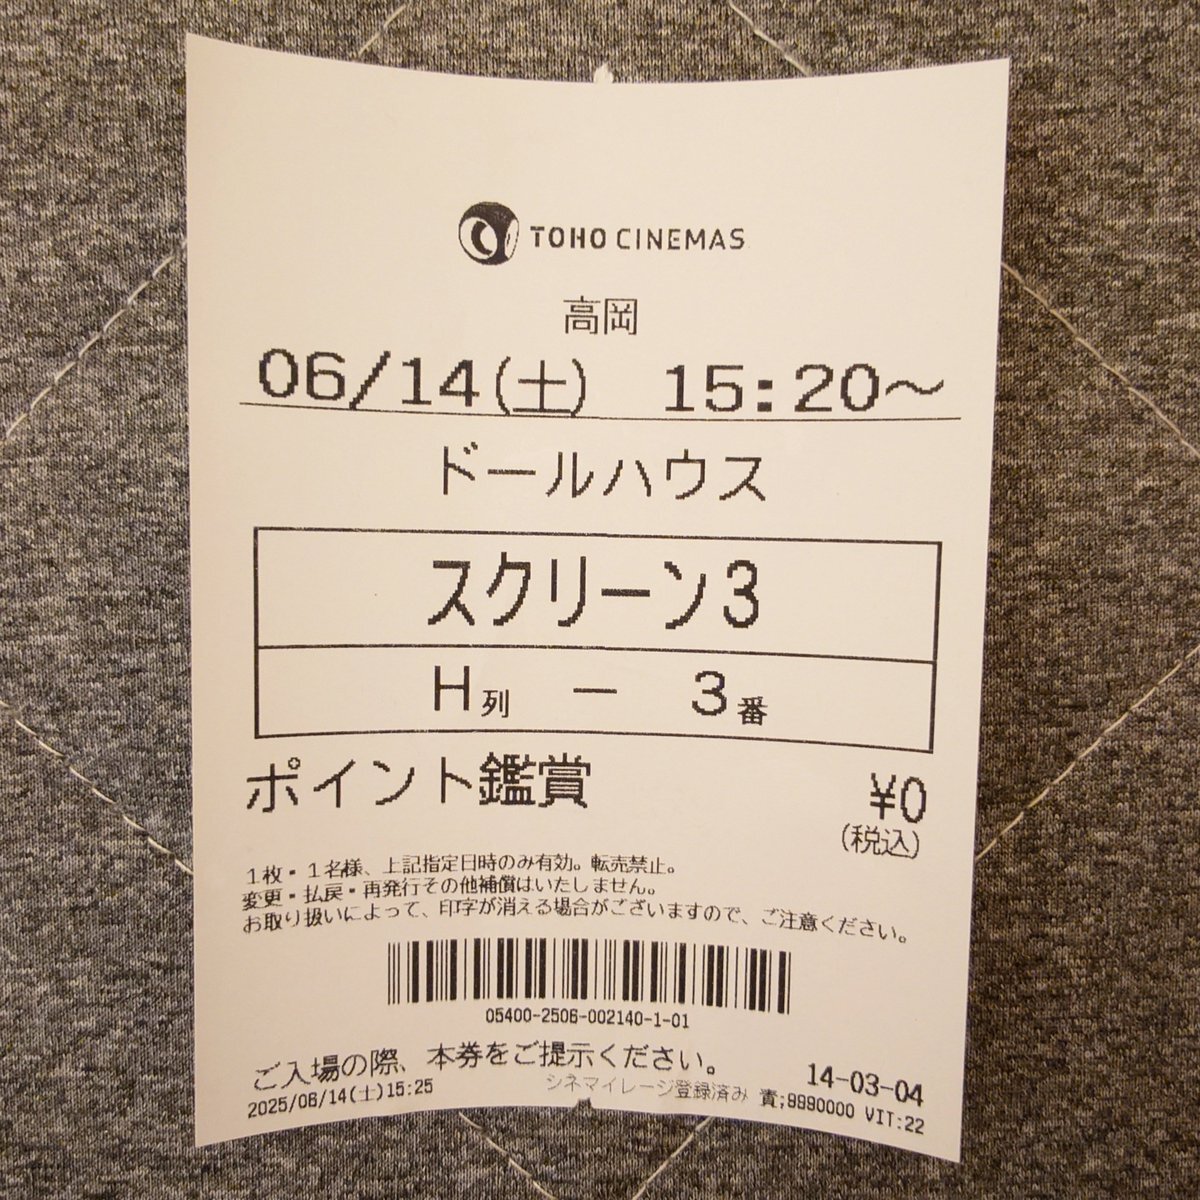 TOHO CINEMAS
高岡
06/14(土) 15:20～
ドールハウス
スクリーン3
H列 － 3番
ポイント鑑賞 ¥0
(税込)
1枚・1名様、上記指定日時のみ有効。転売禁止。
変更・払戻・再発行その他補償はいたしません。
お取り扱いによって、印字が消える場合がございますので、ご注意ください。
05400-2506-002140-1-01
ご入場の際、本券をご提示ください。 14-03-04
2025/06/14(土)15:25 シネマイレージ登録済み 責;9990000 VIT:22